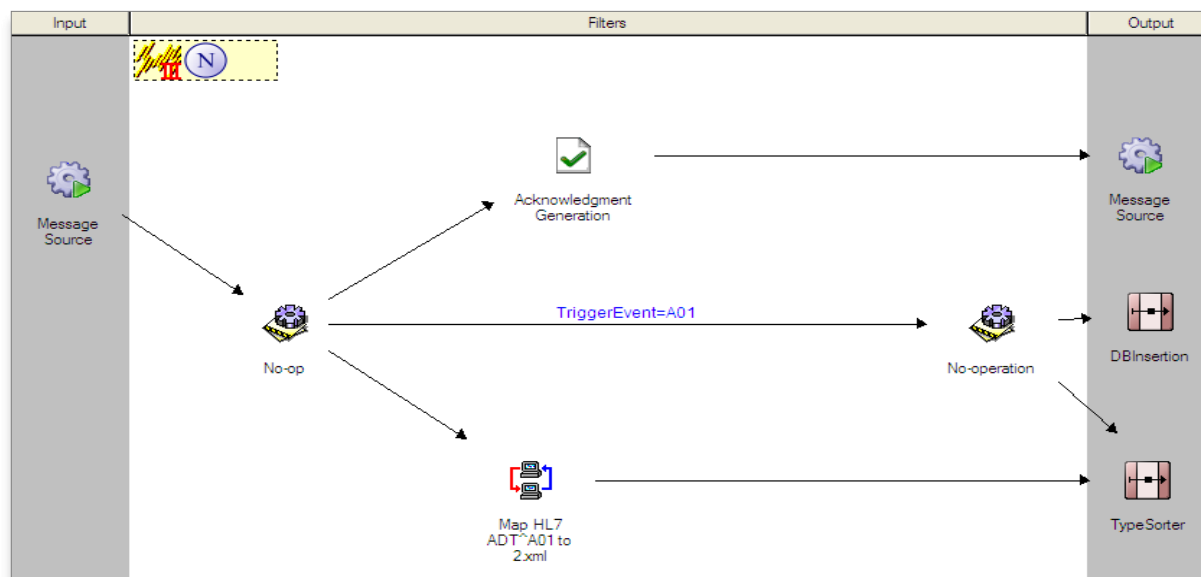 Input
Filters
Output
N
Message
Source
Acknowledgment
Generation
Message
Source
TriggerEvent=A01
No-op
No-operation
DBInsertion
Map HL7
ADT^A01 to
2.xml
TypeSorter